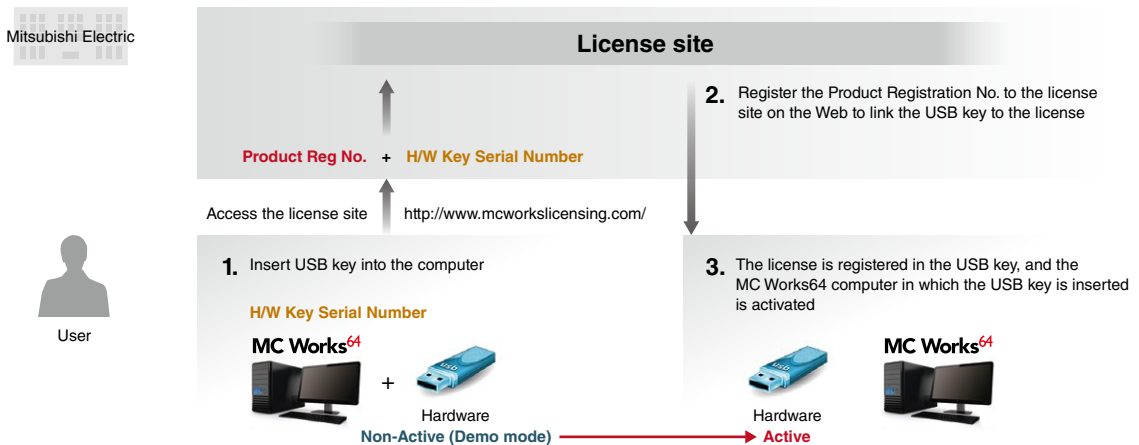 Mitsubishi Electric
License site
2. Register the Product Registration No. to the license
site on the Web to link the USB key to the license
Product Reg No. + H/W Key Serial Number
Access the license site http://www.mcworkslicensing.com/
1. Insert USB key into the computer
H/W Key Serial Number
MC Works64
+
usb
Hardware
Non-Active (Demo mode)
3. The license is registered in the USB key, and the
MC Works64 computer in which the USB key is inserted
is activated
usb
MC Works64
Hardware
Active
User